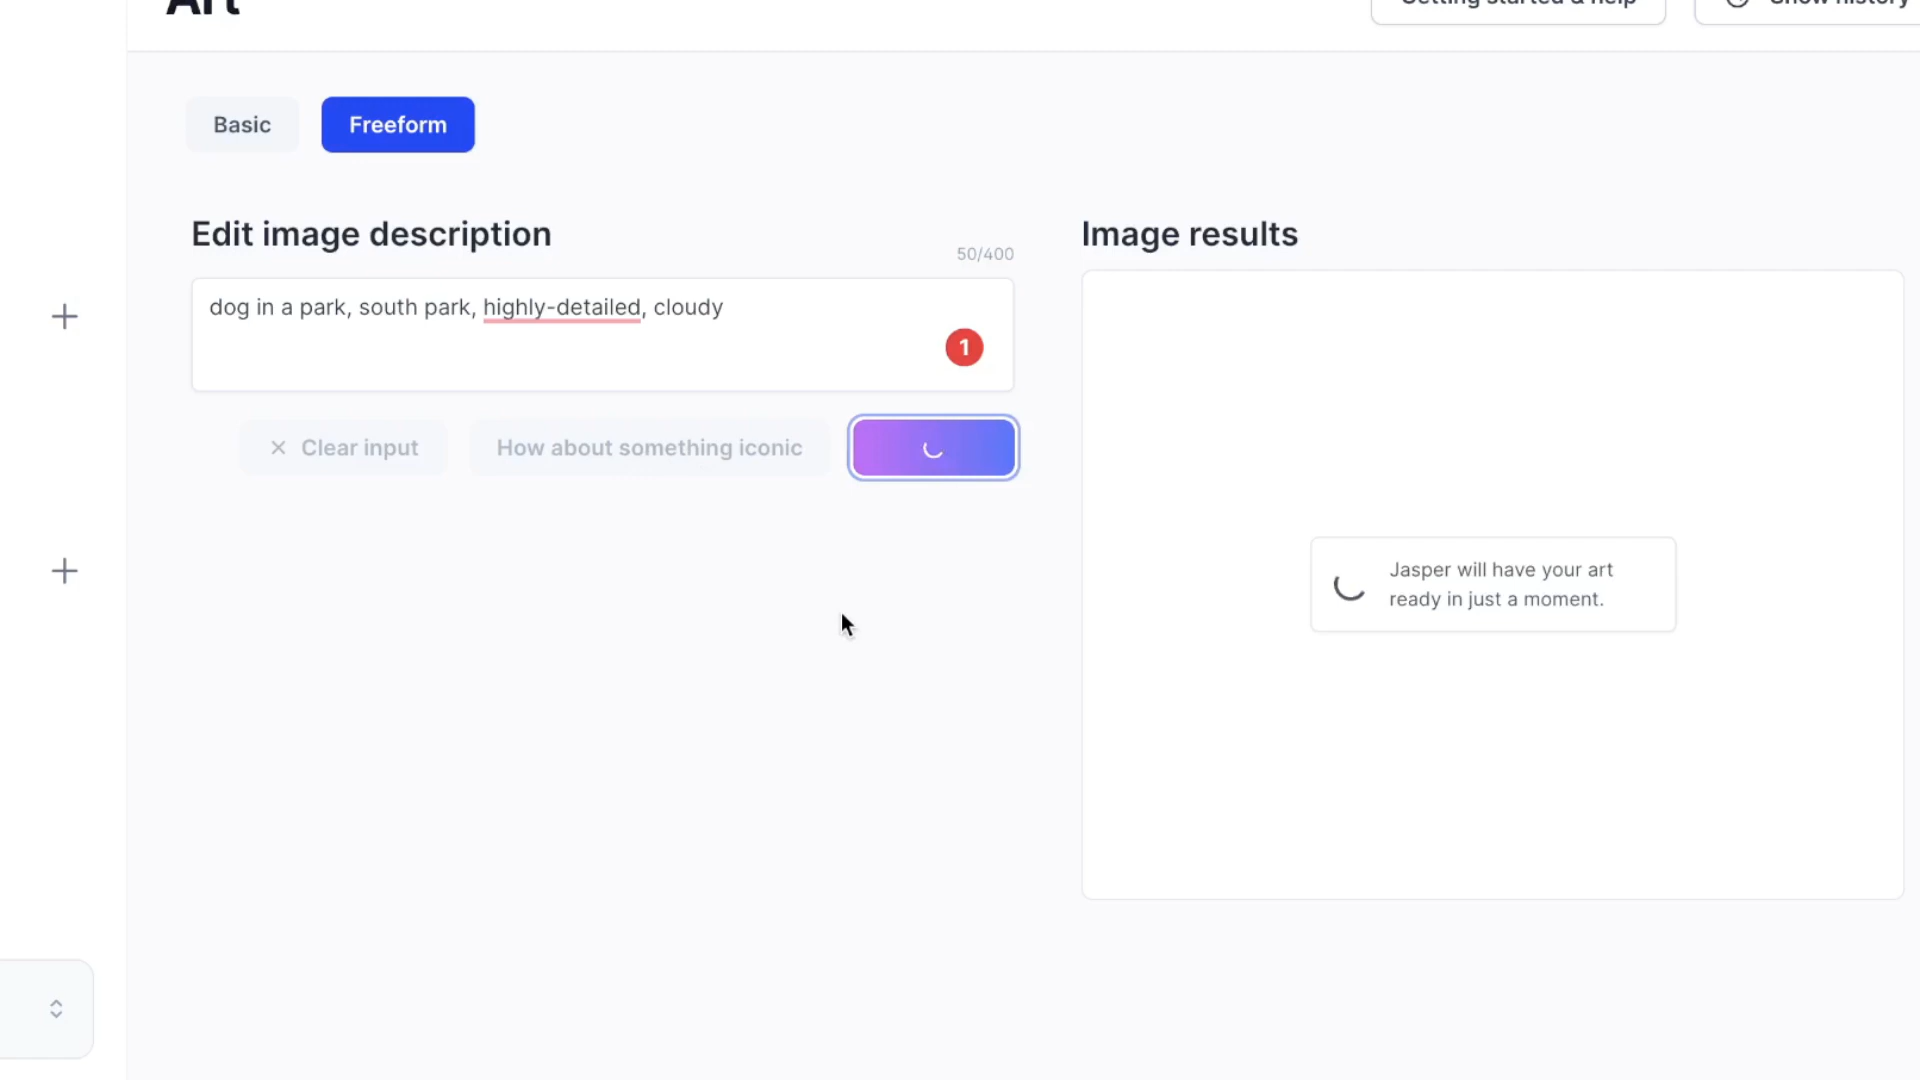 Art
Getting started & help
Show history
Basic
Freeform
Edit image description
50/400
Image results
dog in a park, south park, highly-detailed, cloudy
1
Clear input
How about something iconic
Jasper will have your art
ready in just a moment.